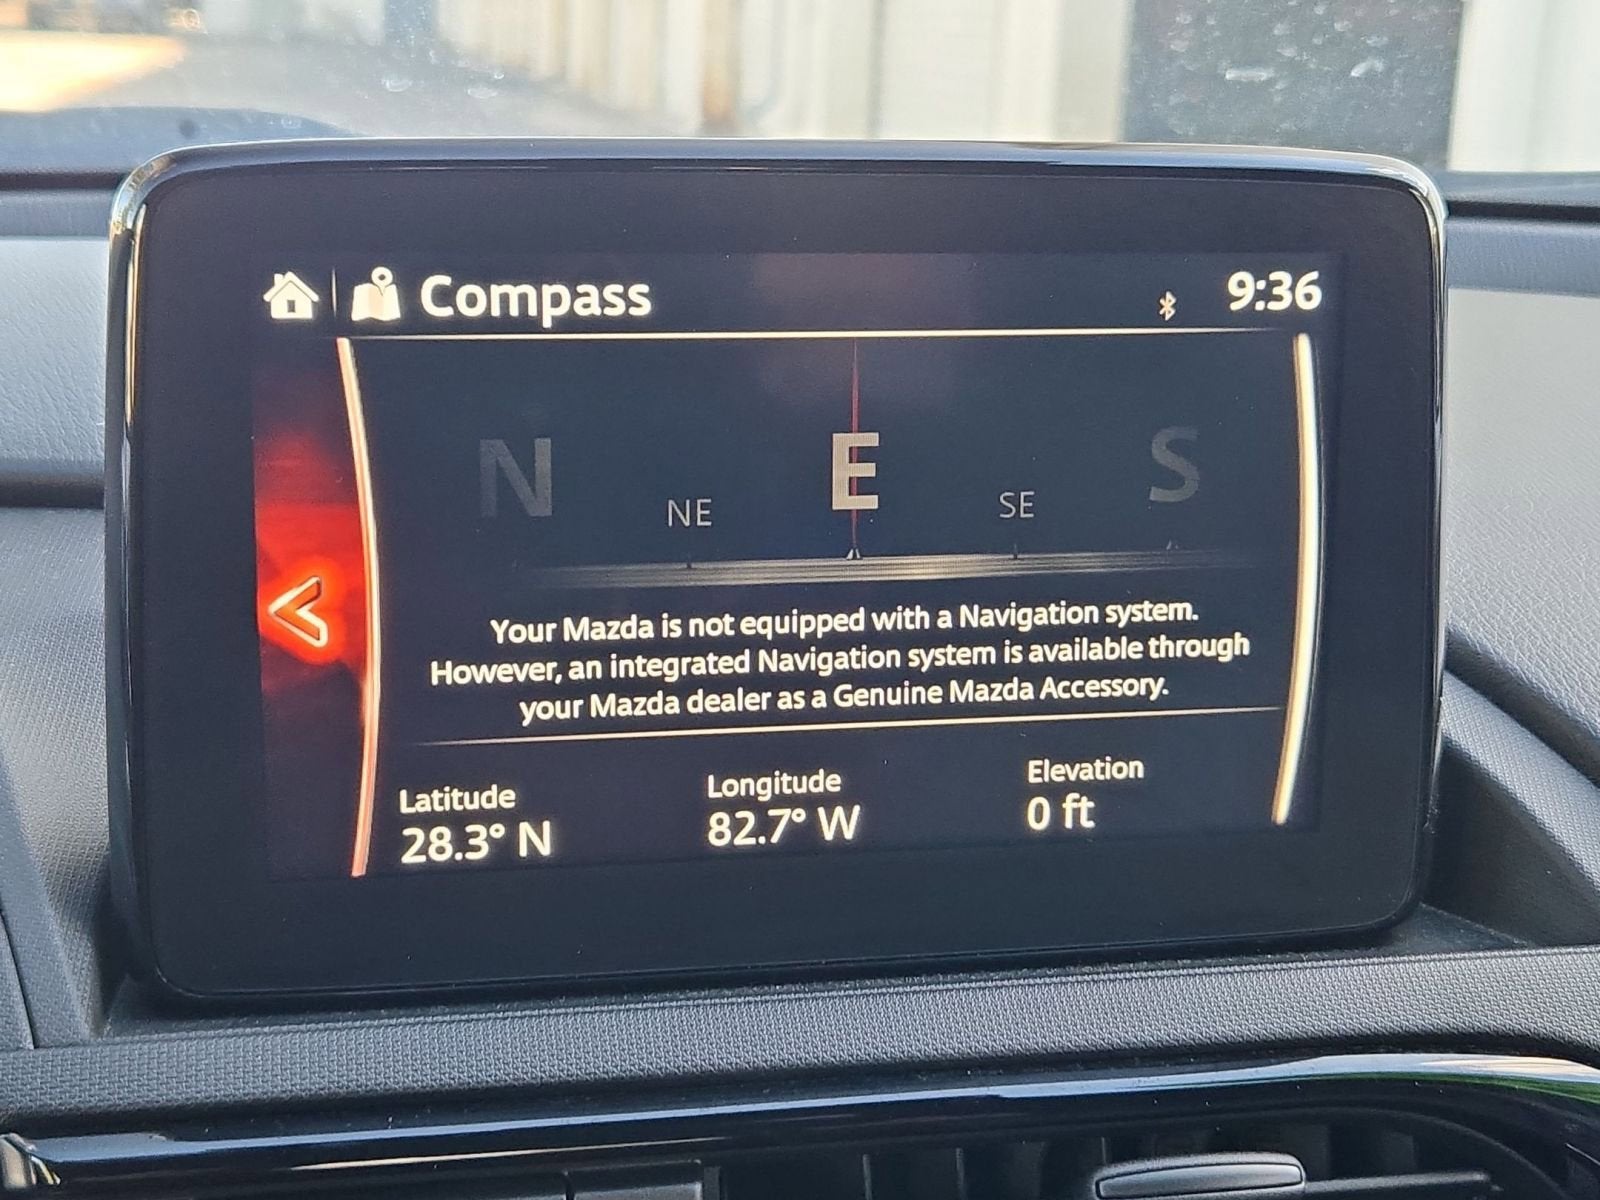 Compass
9:36
N NE E SE S
Your Mazda is not equipped with a Navigation system.
However, an integrated Navigation system is available through
your Mazda dealer as a Genuine Mazda Accessory.
Latitude Longitude Elevation
28.3° N 82.7° W 0 ft